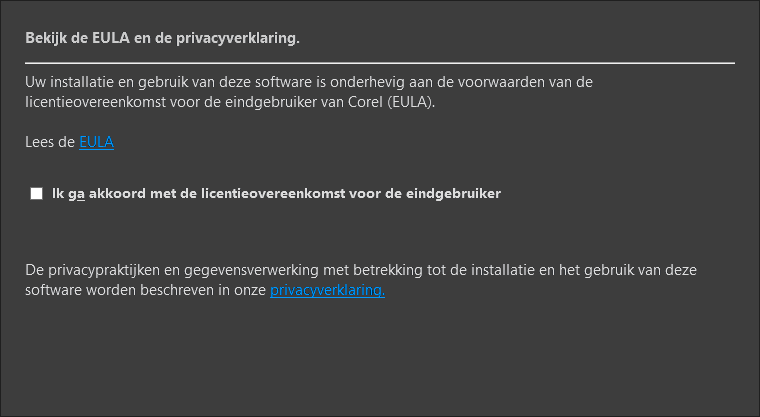 Bekijk de EULA en de privacyverklaring.
Uw installatie en gebruik van deze software is onderhevig aan de voorwaarden van de
licentieovereenkomst voor de eindgebruiker van Corel (EULA).
Lees de EULA
Ik ga akkoord met de licentieovereenkomst voor de eindgebruiker
De privacypraktijken en gegevensverwerking met betrekking tot de installatie en het gebruik van deze
software worden beschreven in onze privacyverklaring.